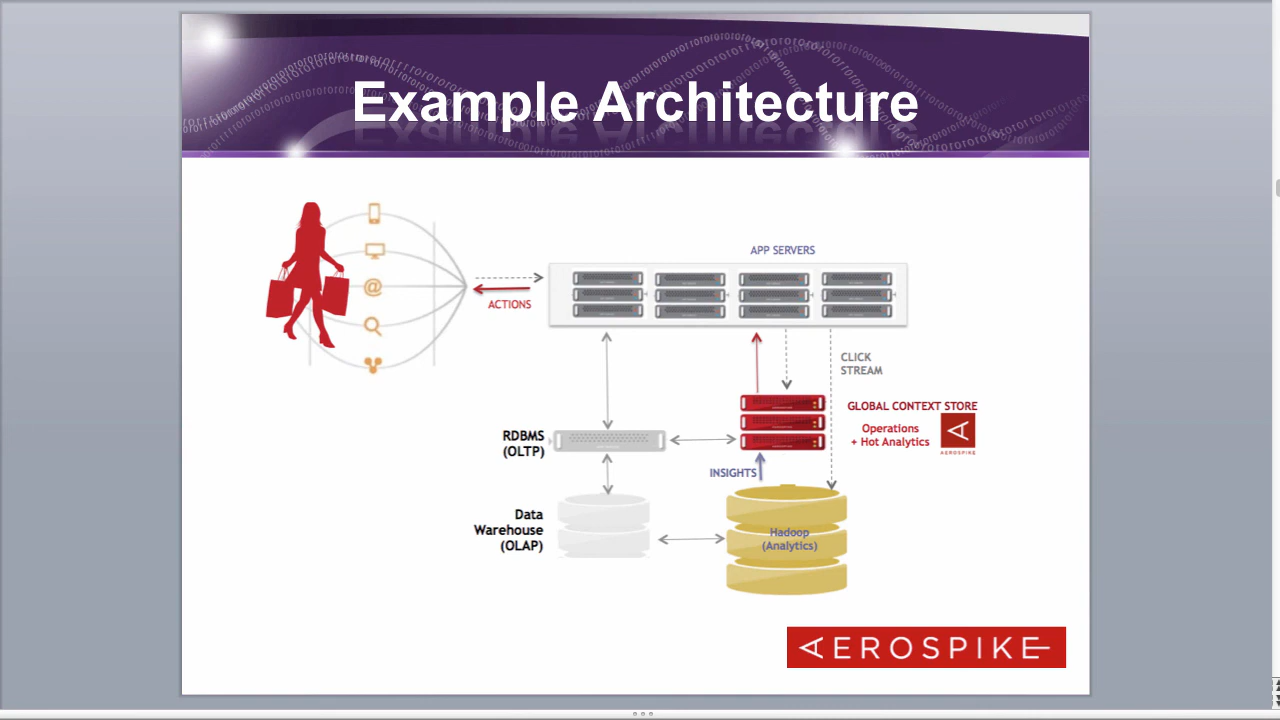 Example Architecture
APP SERVERS
@
ACTIONS
CLICK
STREAM
GLOBAL CONTEXT STORE
Operations
+ Hot Analytics
AEROSPIKE
RDBMS
(OLTP)
INSIGHTS
Data
Warehouse
(OLAP)
Hadoop
(Analytics)
AEROSPIKE